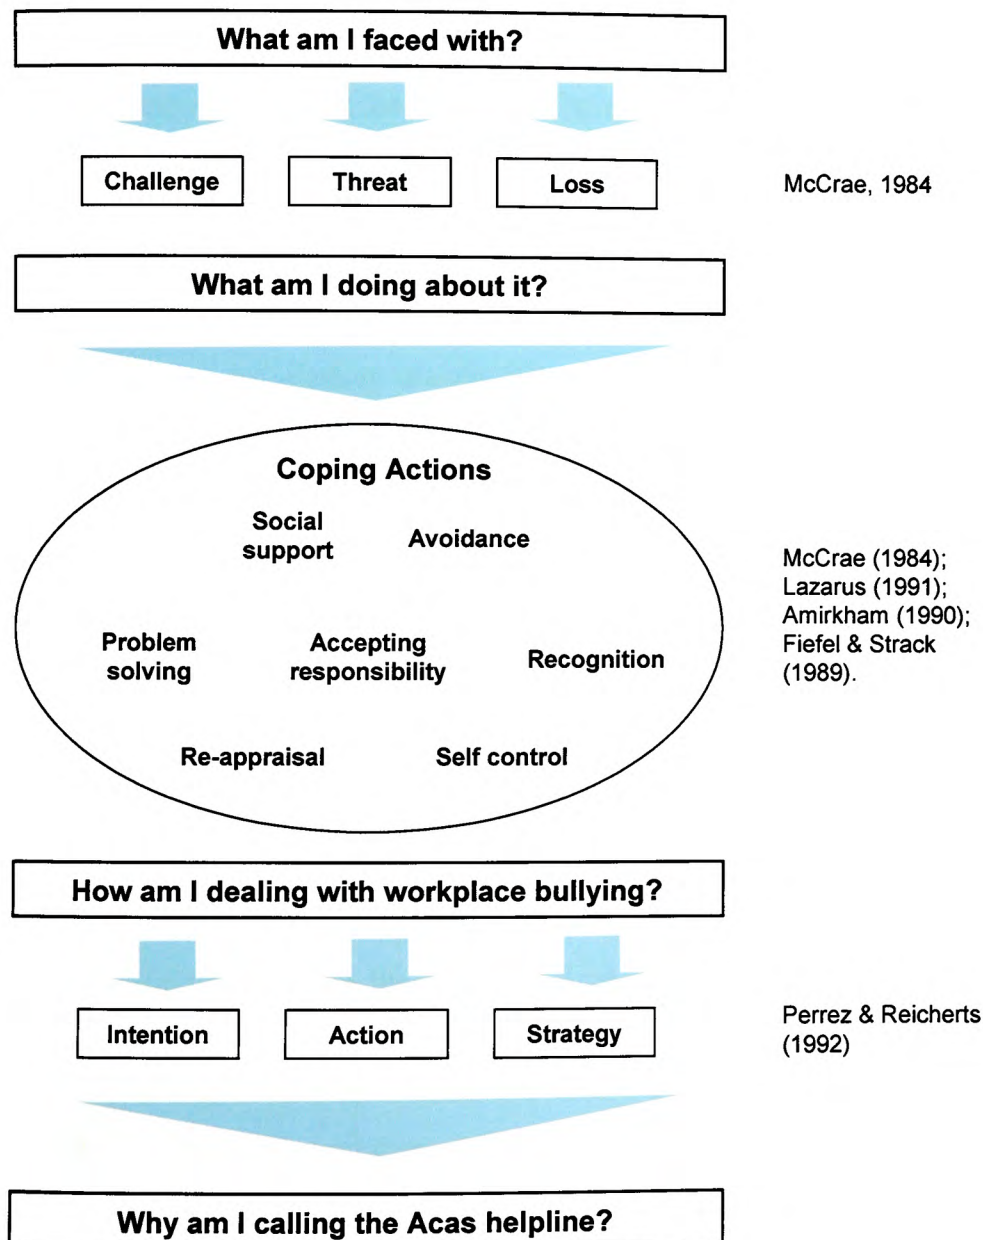 What am I faced with?
Challenge
Threat
Loss
McCrae, 1984
What am I doing about it?
Coping Actions
Social
support
Avoidance
Problem
solving
Accepting
responsibility
Recognition
Re-appraisal
Self control
McCrae (1984);
Lazarus (1991);
Amirkham (1990);
Fiefel & Strack
(1989).
How am I dealing with workplace bullying?
Intention
Action
Strategy
Perrez & Reicherts
(1992)
Why am I calling the Acas helpline?